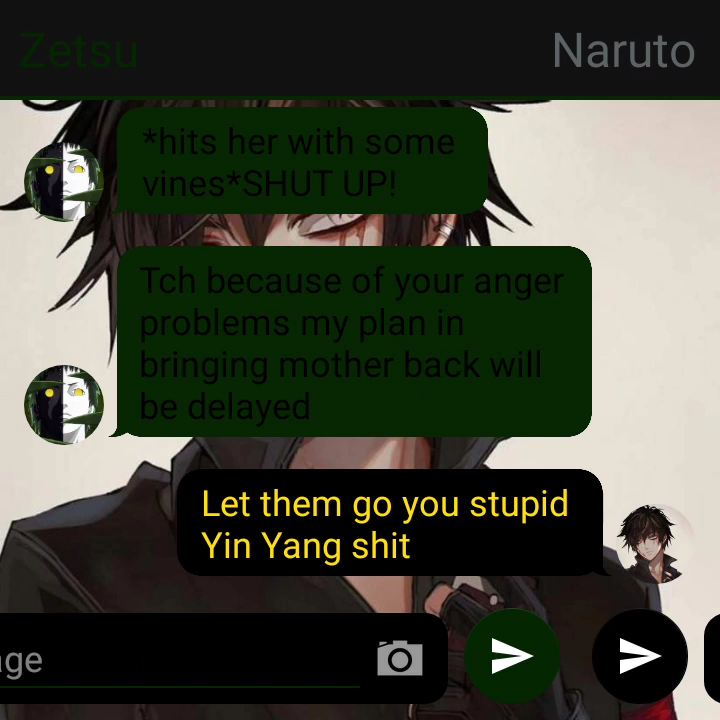 Zetsu Naruto
*hits her with some
vines*SHUT UP!
Tch because of your anger
problems my plan in
bringing mother back will
be delayed
Let them go you stupid
Yin Yang shit
age